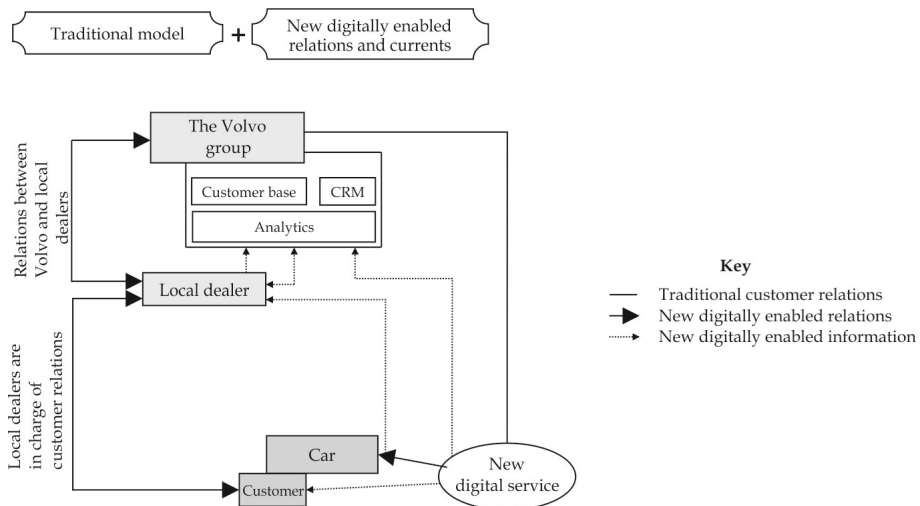 Traditional model
+
New digitally enabled
relations and currents
The Volvo
group
Customer base
CRM
Analytics
Relations between
Volvo and local
dealers
Local dealer
Key
Traditional customer relations
New digitally enabled relations
New digitally enabled information
Local dealers are
in charge of
customer relations
Car
Customer
New
digital service